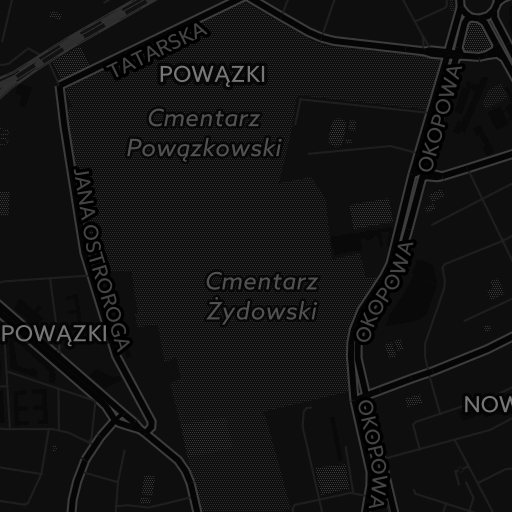 TATARSKA
POWĄZKI
Cmentarz
Powązkowski
OKOPOWA
JANA OSTROROGA
Cmentarz
Żydowski
OKOPOWA
POWĄZKI
NOW
OKOPOWA